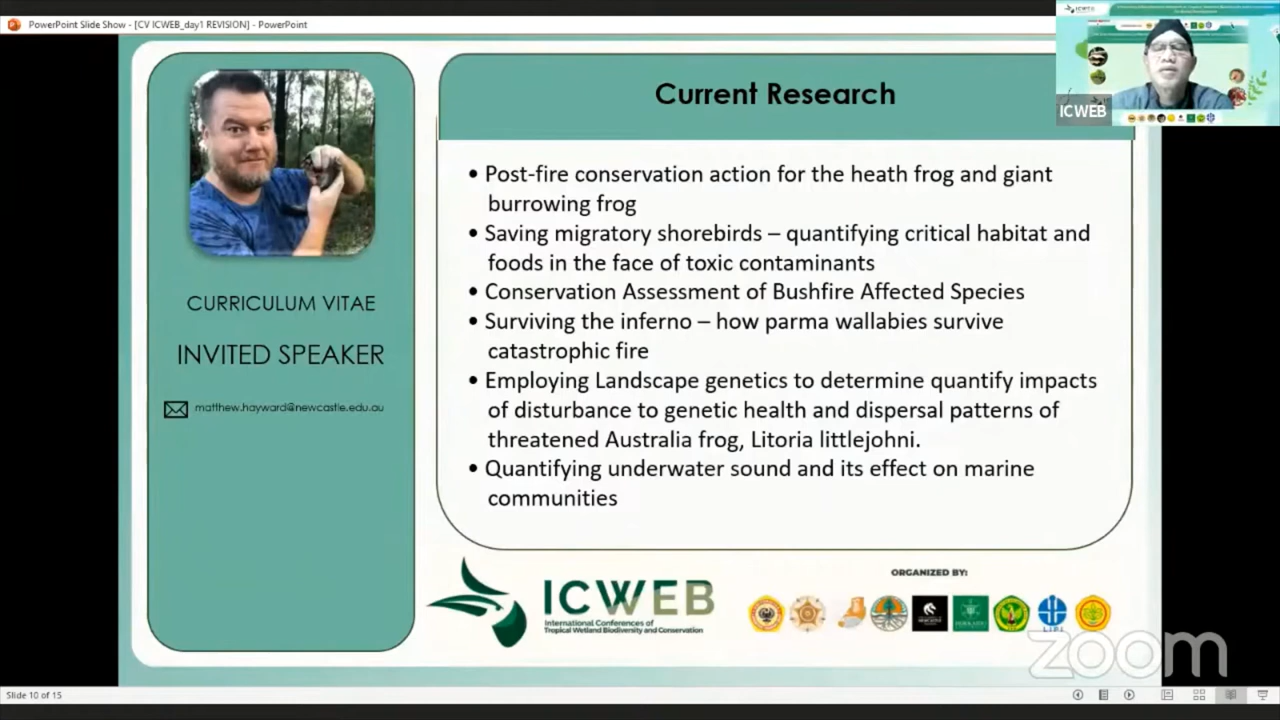 PowerPoint Slide Show - [CV ICWEB_day1 REVISION] - PowerPoint
ICWEB
ICWEB
Current Research
• Post-fire conservation action for the heath frog and giant
burrowing frog
• Saving migratory shorebirds – quantifying critical habitat and
foods in the face of toxic contaminants
• Conservation Assessment of Bushfire Affected Species
• Surviving the inferno – how parma wallabies survive
catastrophic fire
• Employing Landscape genetics to determine quantify impacts
of disturbance to genetic health and dispersal patterns of
threatened Australia frog, Litoria littlejohni.
• Quantifying underwater sound and its effect on marine
communities
CURRICULUM VITAE
INVITED SPEAKER
matthew.hayward@newcastle.edu.au
ICWEB
International Conferences of
Tropical Wetland Biodiversity and Conservation
ORGANIZED BY:
LIPI
zoom
Slide 10 of 15